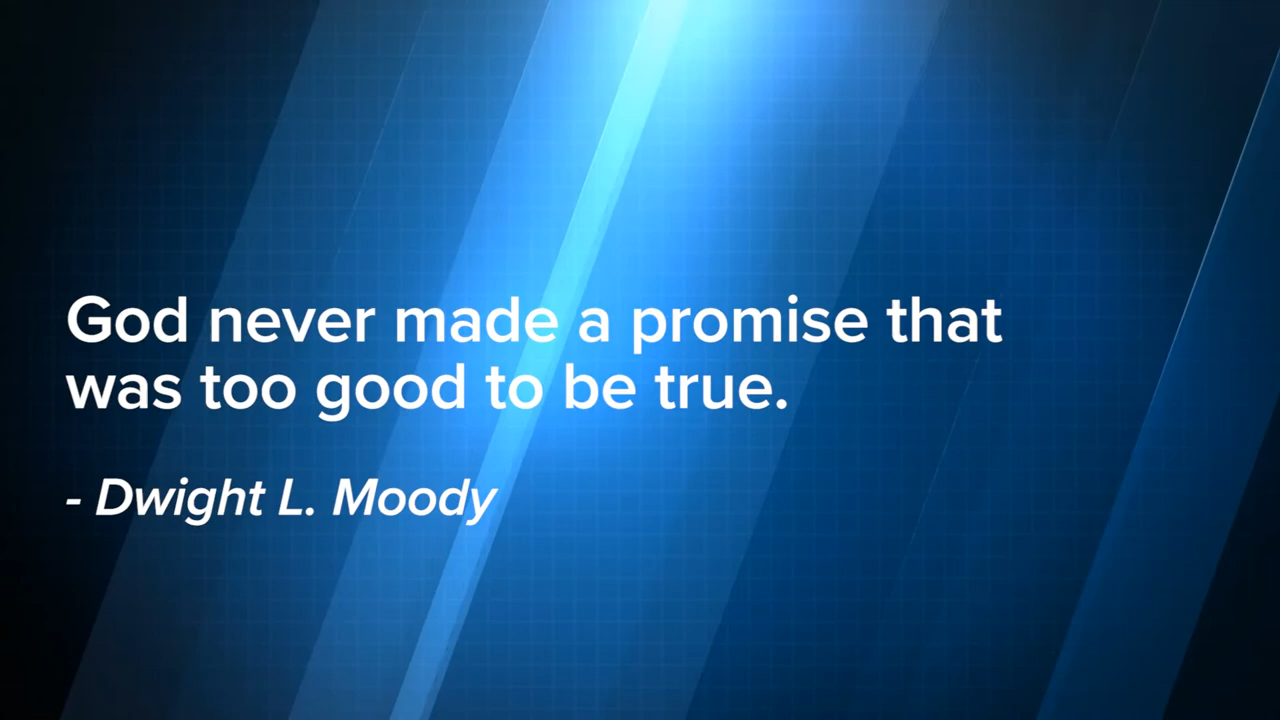 God never made a promise that
was too good to be true.
- Dwight L. Moody